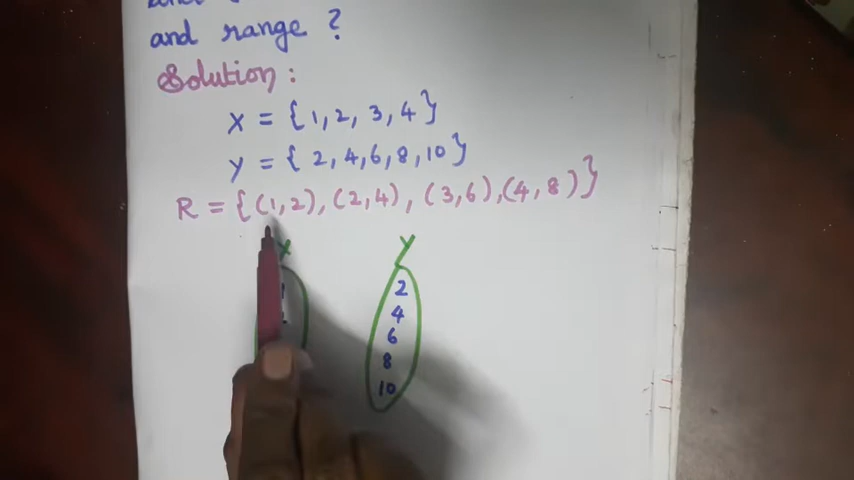 and range ?
Solution :
X = {1, 2, 3, 4}
Y = { 2, 4, 6, 8, 10}
R = {(1, 2), (2, 4), (3, 6), (4, 8)}
X Y
1 2
4
6
8
10